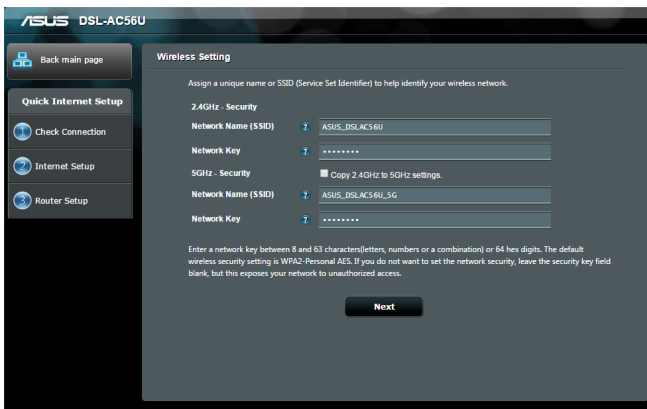 ASUS DSL-AC56U
Back main page
Quick Internet Setup
1 Check Connection
2 Internet Setup
3 Router Setup
Wireless Setting
Assign a unique name or SSID (Service Set Identifier) to help identify your wireless network.
2.4GHz - Security
Network Name (SSID) ? ASUS_DSLAC56U
Network Key ? ••••••••
5GHz - Security Copy 2.4GHz to 5GHz settings.
Network Name (SSID) ? ASUS_DSLAC56U_5G
Network Key ? ••••••••
Enter a network key between 8 and 63 characters(letters, numbers or a combination) or 64 hex digits. The default
wireless security setting is WPA2-Personal AES. If you do not want to set the network security, leave the security key field
blank, but this exposes your network to unauthorized access.
Next